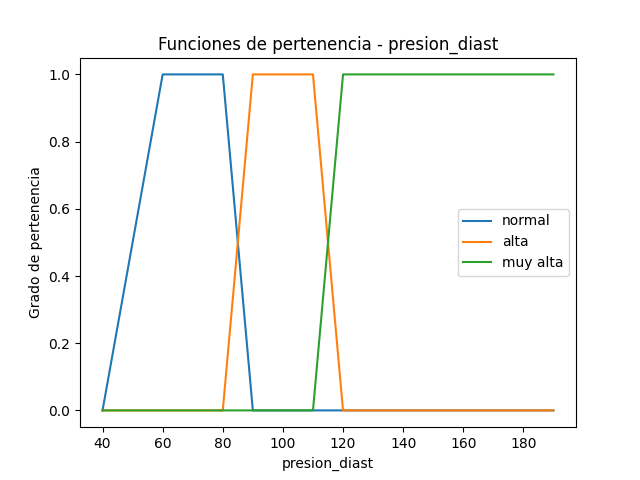 Funciones de pertenencia - presion_diast
1.0
0.8
0.6
0.4
0.2
0.0
Grado de pertenencia
normal
alta
muy alta
40 60 80 100 120 140 160 180
presion_diast